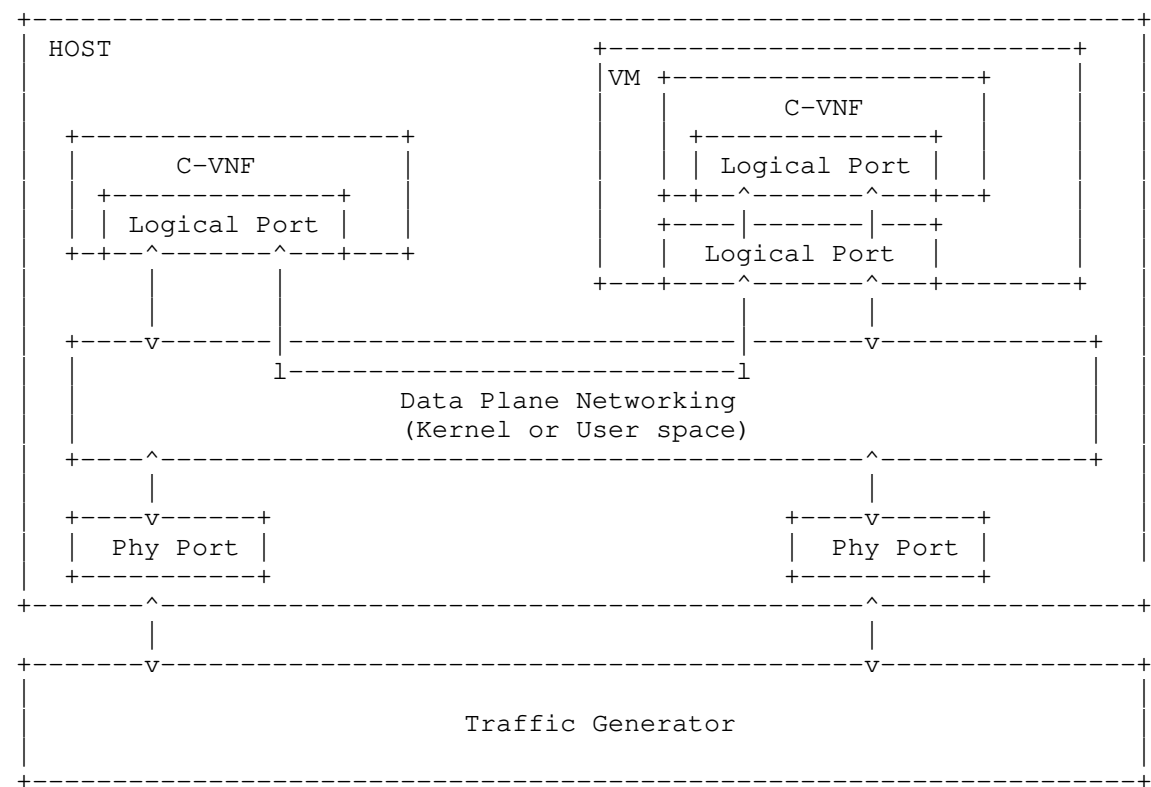 HOST
VM
C-VNF
C-VNF
Logical Port
Logical Port
Logical Port
Data Plane Networking
(Kernel or User space)
Phy Port Phy Port
Traffic Generator